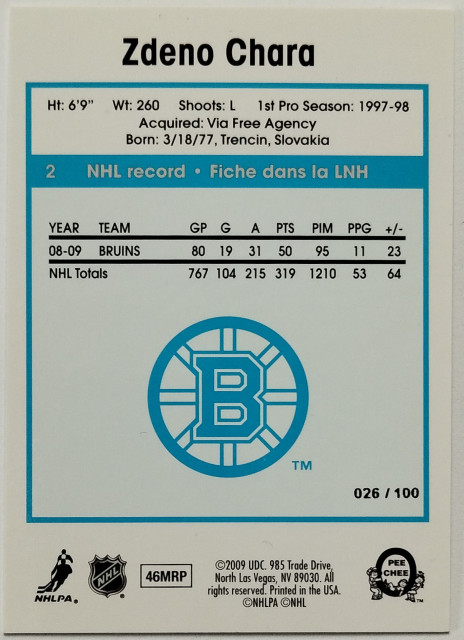 Zdeno Chara
Ht: 6'9" Wt: 260 Shoots: L 1st Pro Season: 1997-98
Acquired: Via Free Agency
Born: 3/18/77, Trencin, Slovakia
2 NHL record • Fiche dans la LNH
YEAR TEAM GP G A PTS PIM PPG +/-
08-09 BRUINS 80 19 31 50 95 11 23
NHL Totals 767 104 215 319 1210 53 64
B
TM
026 / 100
NHLPA. NHL 46MRP
©2009 UDC. 985 Trade Drive,
North Las Vegas, NV 89030. All
rights reserved. Printed in the USA.
©NHLPA ©NHL
O PEE
CHEE
TM